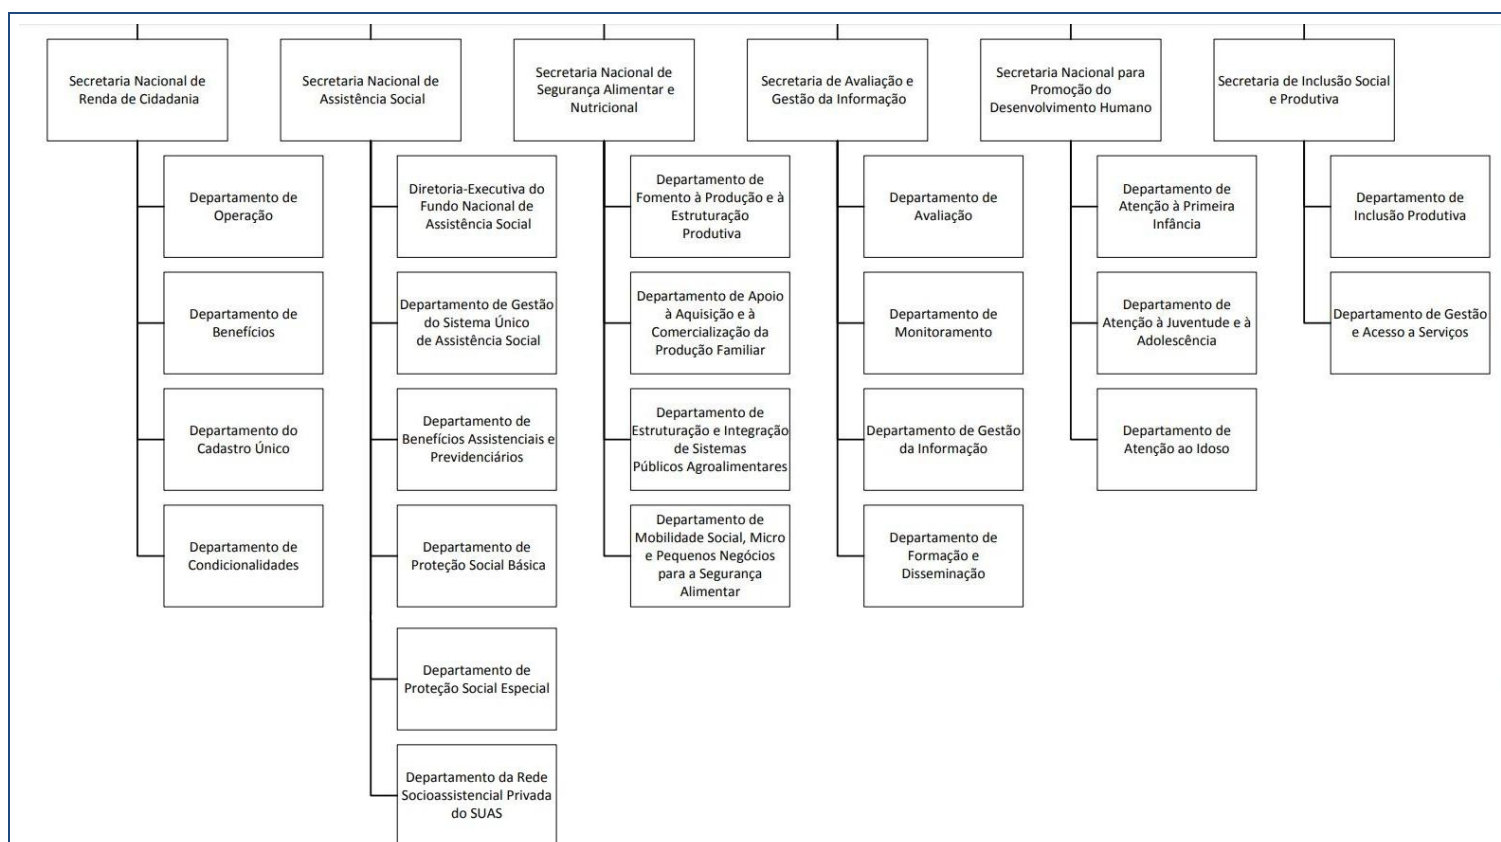 Secretaria Nacional de
Renda de Cidadania
Secretaria Nacional de
Assistência Social
Secretaria Nacional de
Segurança Alimentar e
Nutricional
Secretaria de Avaliação e
Gestão da Informação
Secretaria Nacional para
Promoção do
Desenvolvimento Humano
Secretaria de Inclusão Social
e Produtiva
Departamento de
Operação
Departamento de
Benefícios
Departamento do
Cadastro Único
Departamento de
Condicionalidades
Diretoria-Executiva do
Fundo Nacional de
Assistência Social
Departamento de Gestão
do Sistema Único
de Assistência Social
Departamento de
Benefícios Assistenciais e
Previdenciários
Departamento de
Proteção Social Básica
Departamento de
Proteção Social Especial
Departamento da Rede
Socioassistencial Privada
do SUAS
Departamento de
Fomento à Produção e à
Estruturação
Produtiva
Departamento de Apoio
à Aquisição e à
Comercialização da
Produção Familiar
Departamento de
Estruturação e Integração
de Sistemas
Públicos Agroalimentares
Departamento de
Mobilidade Social, Micro
e Pequenos Negócios
para a Segurança
Alimentar
Departamento de
Avaliação
Departamento de
Monitoramento
Departamento de Gestão
da Informação
Departamento de
Formação e
Disseminação
Departamento de
Atenção à Primeira
Infância
Departamento de
Atenção à Juventude e à
Adolescência
Departamento de
Atenção ao Idoso
Departamento de
Inclusão Produtiva
Departamento de Gestão
e Acesso a Serviços